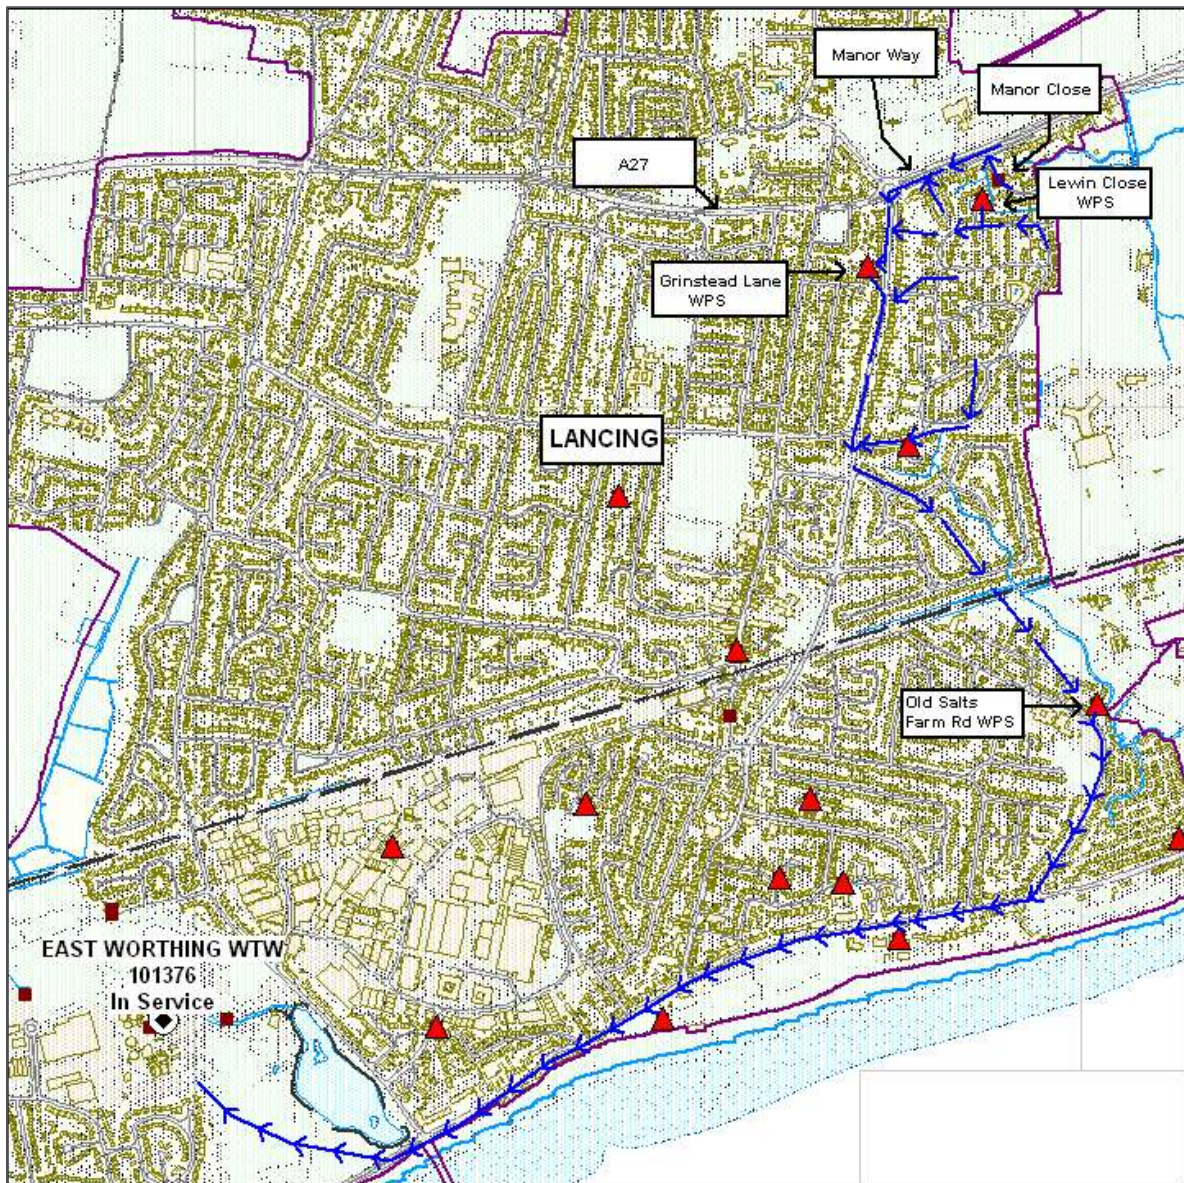 Manor Way
Manor Close
A27
Lewin Close
WPS
Grinstead Lane
WPS
LANCING
Old Salts
Farm Rd WPS
EAST WORTHING WTW
101376
In Service